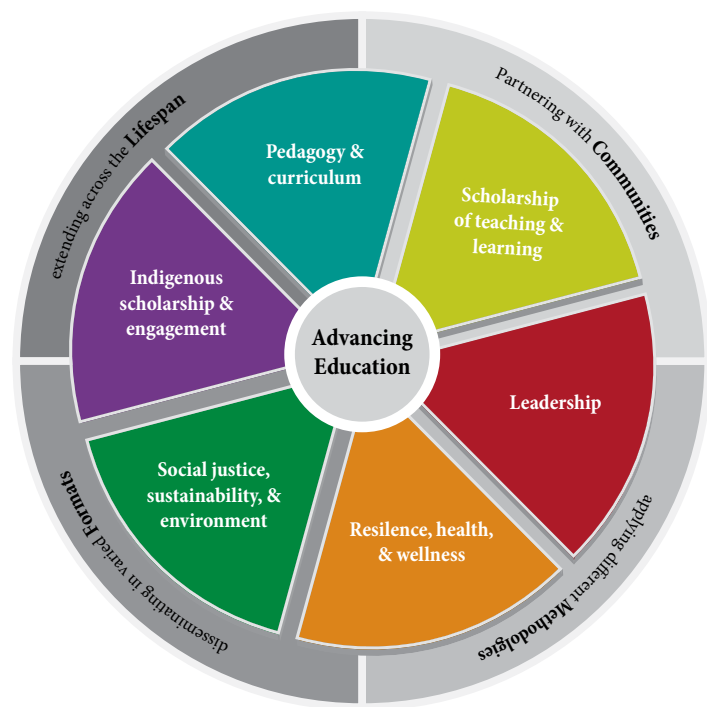 Advancing
Education
Pedagogy &
curriculum
Scholarship
of teaching &
learning
Leadership
Resilence, health,
& wellness
Social justice,
sustainability, &
environment
Indigenous
scholarship &
engagement
Partnering with Communities
applying different Methodolgies
disseminating in varied Formats
extending across the Lifespan